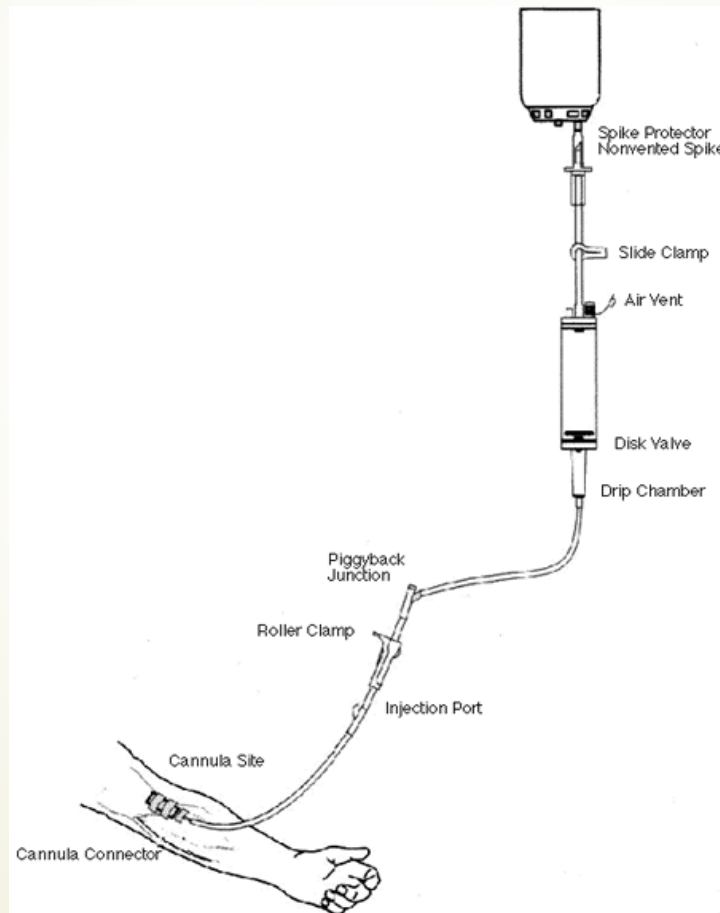 Spike Protector
Nonvented Spike
Slide Clamp
Air Vent
Disk Valve
Drip Chamber
Piggyback
Junction
Roller Clamp
Injection Port
Cannula Site
Cannula Connector